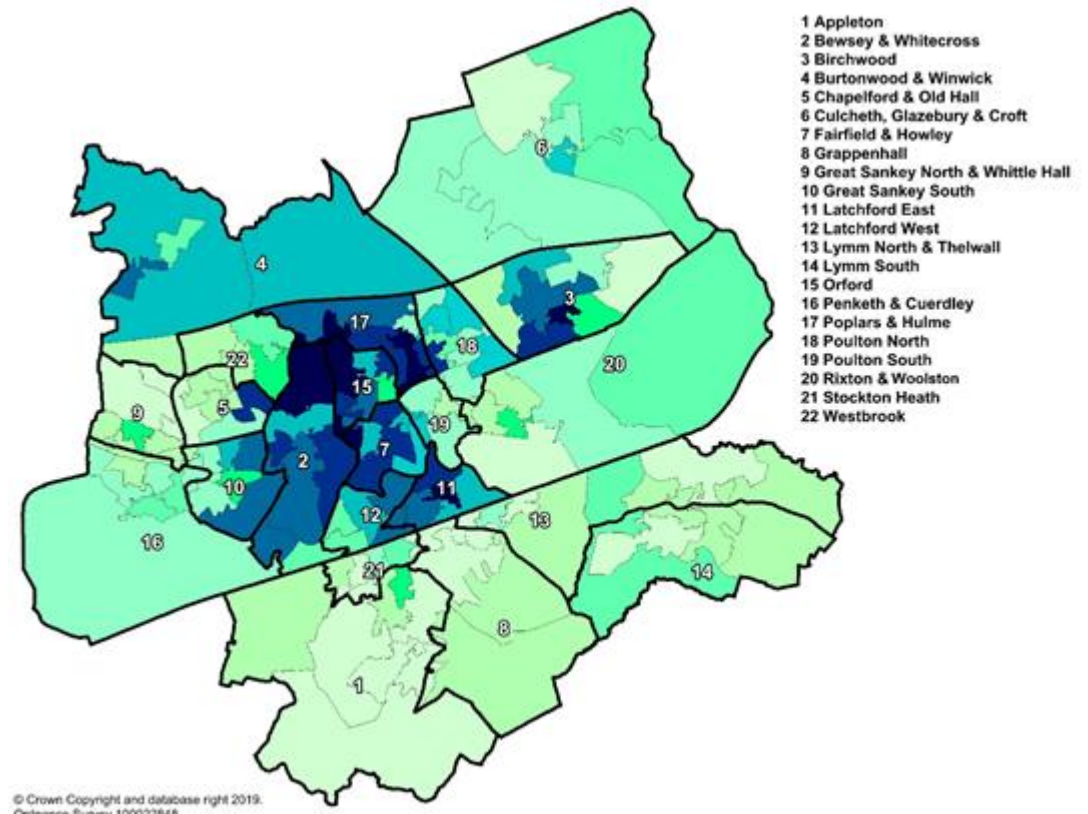 1 Appleton
2 Bewsey & Whitecross
3 Birchwood
4 Burtonwood & Winwick
5 Chapelford & Old Hall
6 Culcheth, Glazebury & Croft
7 Fairfield & Howley
8 Grappenhall
9 Great Sankey North & Whittle Hall
10 Great Sankey South
11 Latchford East
12 Latchford West
13 Lymm North & Thelwall
14 Lymm South
15 Orford
16 Penketh & Cuerdley
17 Poplars & Hulme
18 Poulton North
19 Poulton South
20 Rixton & Woolston
21 Stockton Heath
22 Westbrook
6
4
3
17
18
22
20
15
5
9
19
7
2
10
11
12
13
16
21
14
8
1
© Crown Copyright and database right 2019.
Ordnance Survey